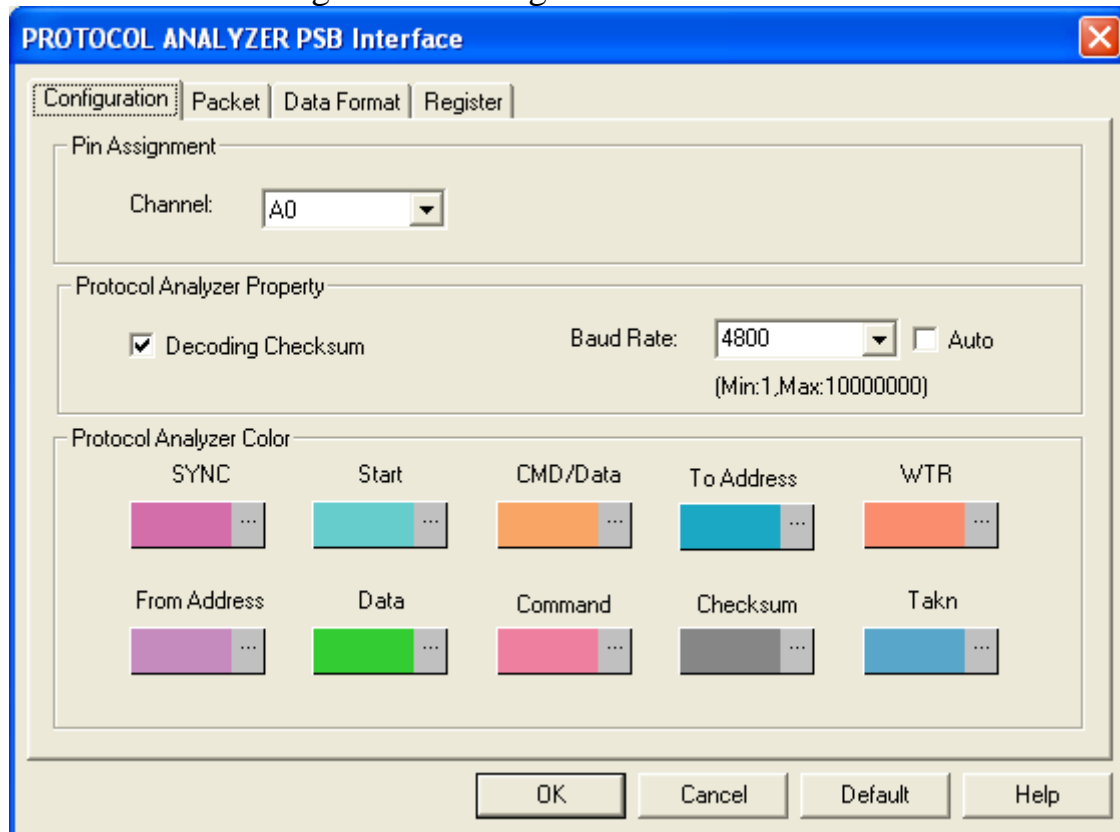 PROTOCOL ANALYZER PSB Interface
Configuration Packet Data Format Register
Pin Assignment
Channel: A0
Protocol Analyzer Property
Decoding Checksum Baud Rate: 4800 Auto
(Min:1,Max:10000000)
Protocol Analyzer Color
SYNC Start CMD/Data To Address WTR
... ... ... ... ...
From Address Data Command Checksum Takn
... ... ... ... ...
OK Cancel Default Help